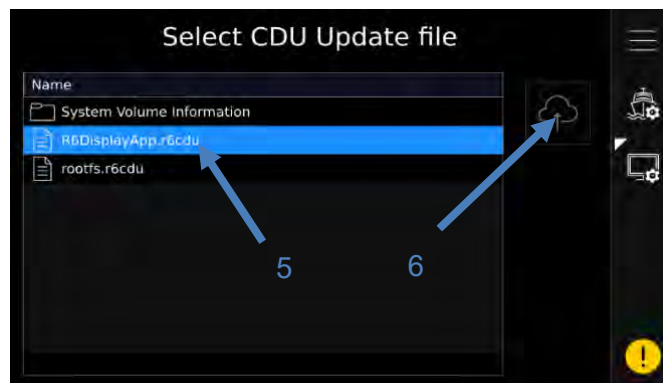 Select CDU Update file
Name
System Volume Information
R6DisplayApp.r6cdu
rootfs.r6cdu
5
6
!